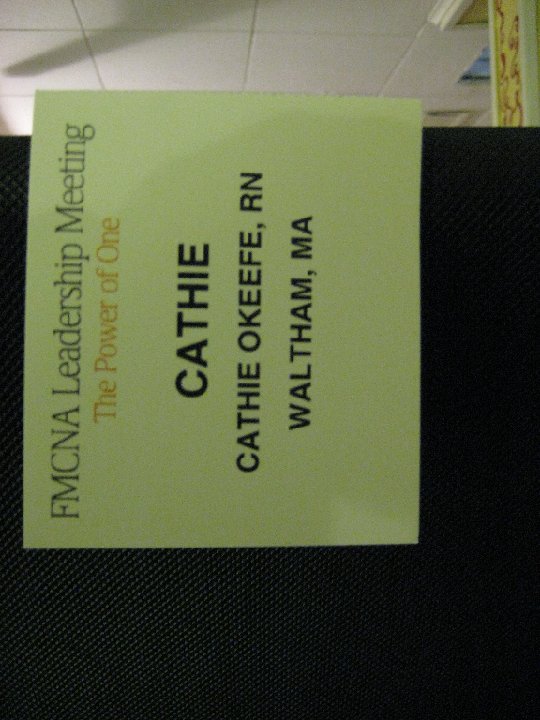 FMCNA Leadership Meeting
The Power of One
CATHIE
CATHIE OKEEFE, RN
WALTHAM, MA